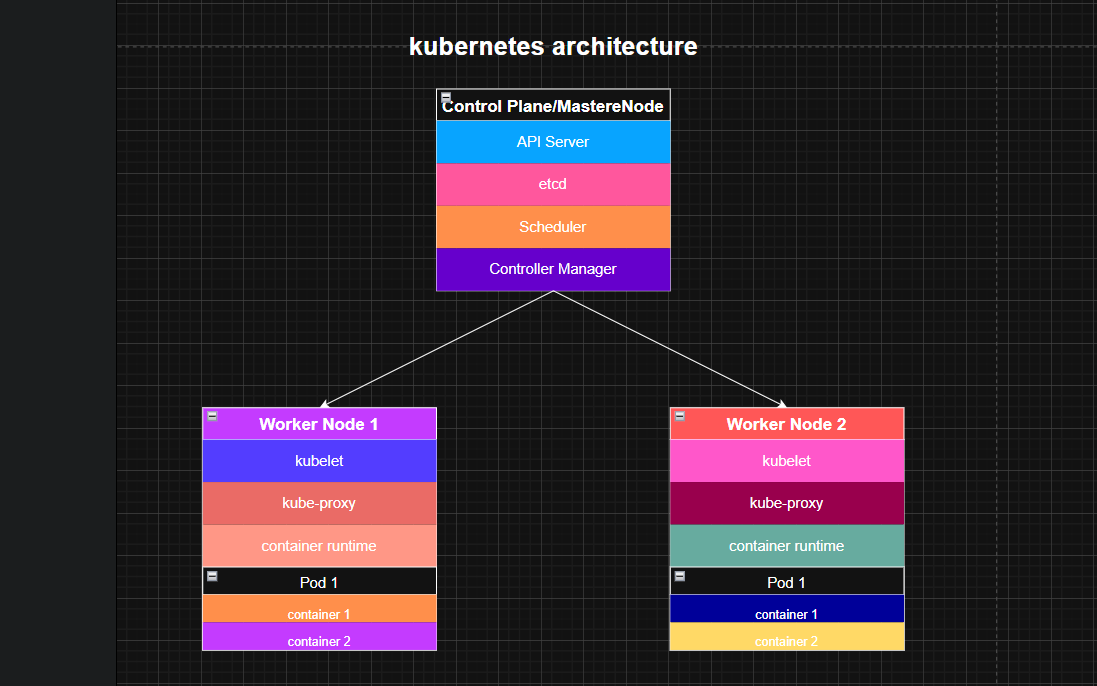 kubernetes architecture
Control Plane/MastereNode
API Server
etcd
Scheduler
Controller Manager
Worker Node 1
kubelet
kube-proxy
container runtime
Pod 1
container 1
container 2
Worker Node 2
kubelet
kube-proxy
container runtime
Pod 1
container 1
container 2